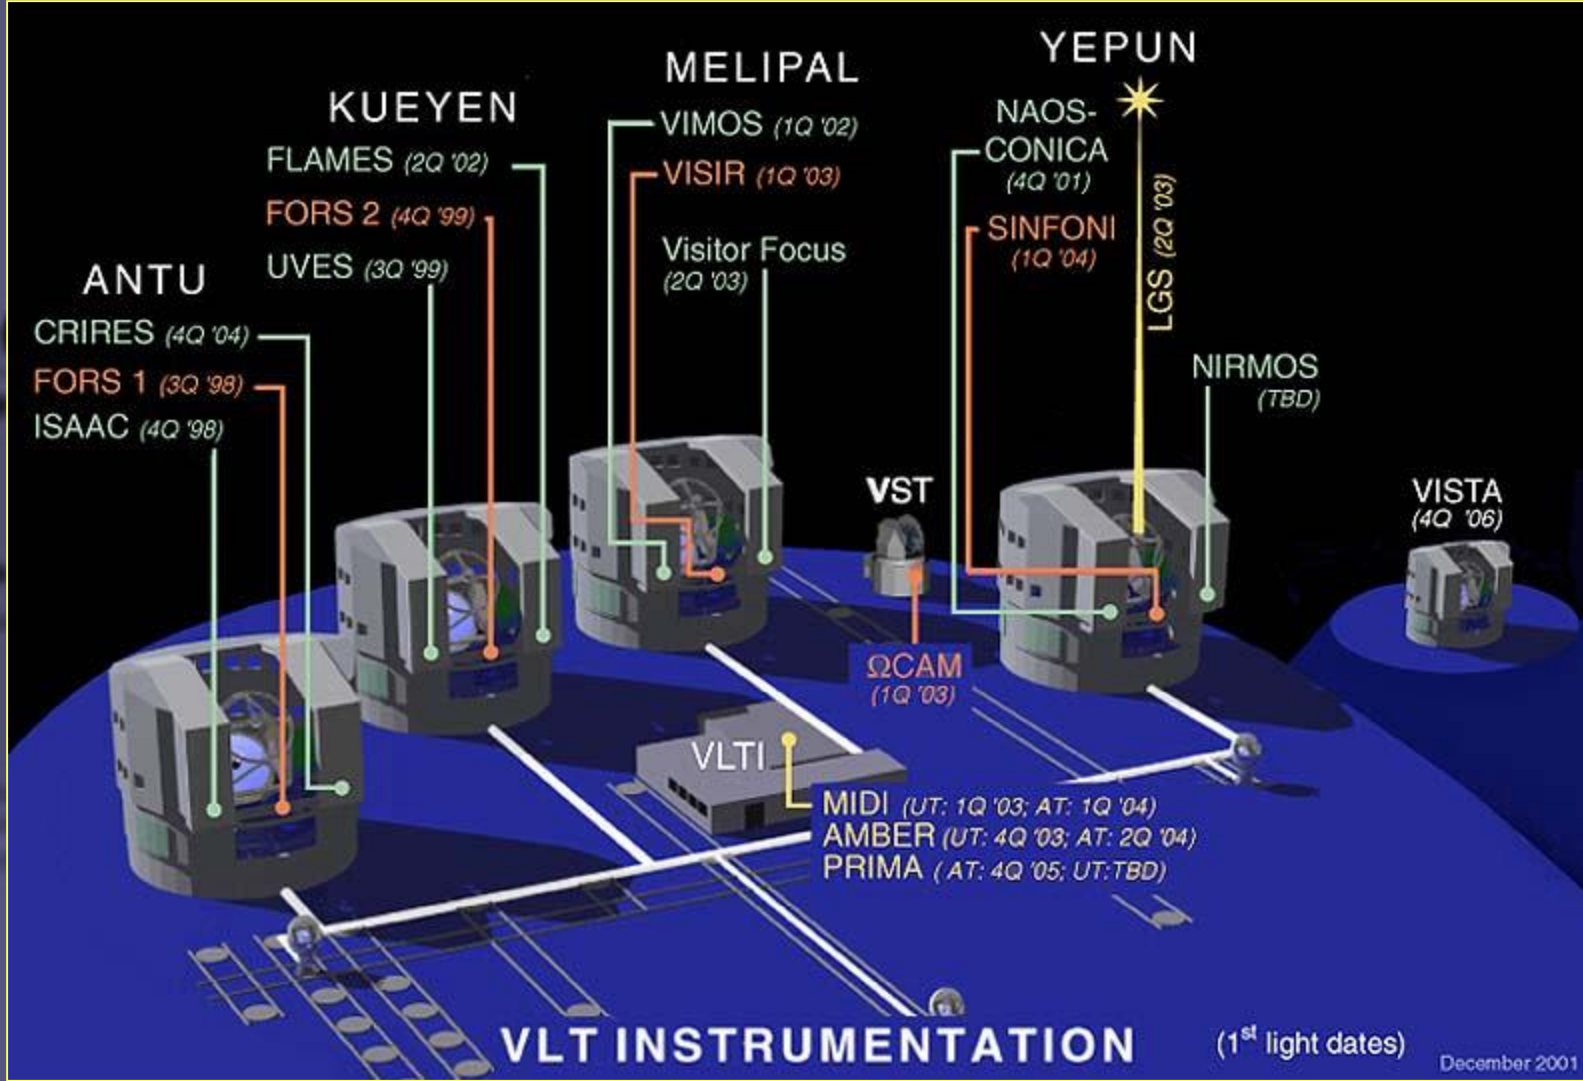 ANTU
CRIRES (4Q '04)
FORS 1 (3Q '98)
ISAAC (4Q '98)
KUEYEN
FLAMES (2Q '02)
FORS 2 (4Q '99)
UVES (3Q '99)
MELIPAL
VIMOS (1Q '02)
VISIR (1Q '03)
Visitor Focus
(2Q '03)
YEPUN
NAOS-
CONICA
(4Q '01)
SINFONI
(1Q '04)
LGS (2Q '03)
NIRMOS
(TBD)
VST
ΩCAM
(1Q '03)
VISTA
(4Q '06)
VLTI
MIDI (UT: 1Q '03; AT: 1Q '04)
AMBER (UT: 4Q '03; AT: 2Q '04)
PRIMA ( AT: 4Q '05; UT:TBD)
VLT INSTRUMENTATION
(1st light dates)
December 2001